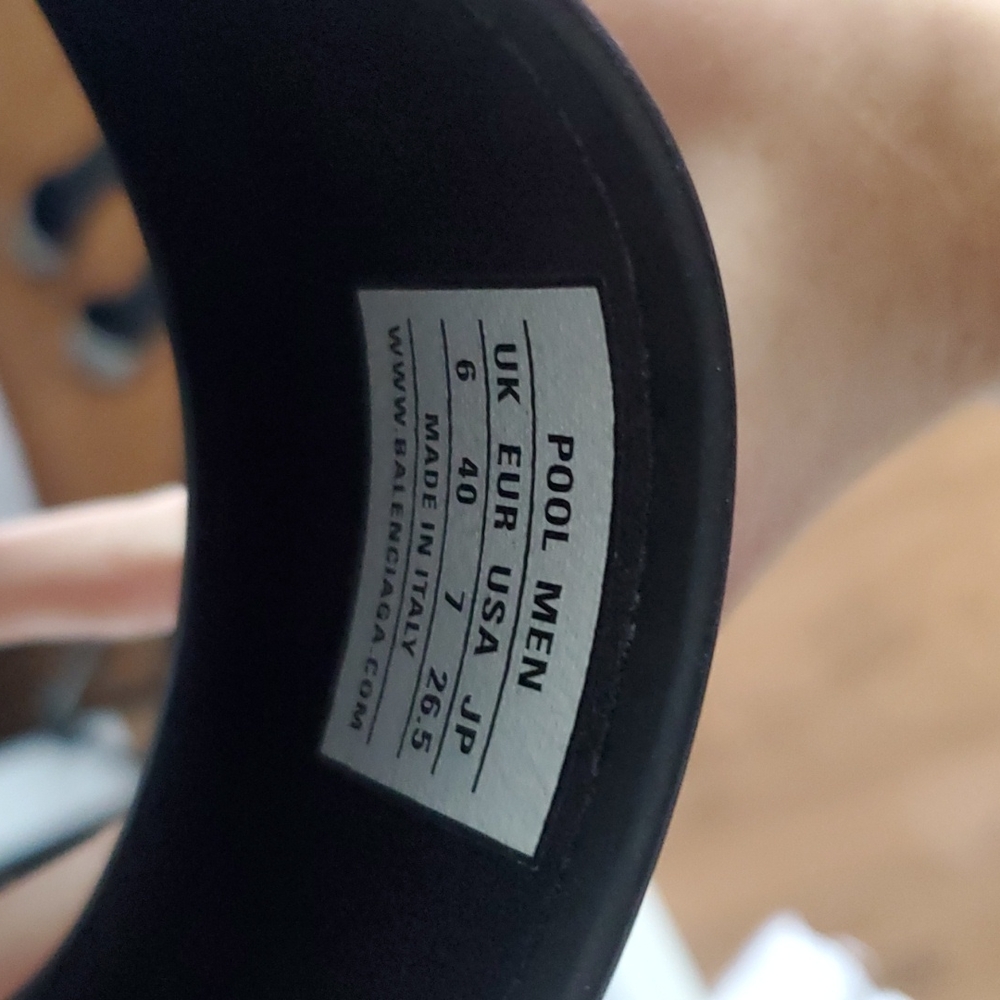 POOL MEN
UK EUR USA JP
6 40 7 26.5
MADE IN ITALY
WWW.BALENCIAGA.COM